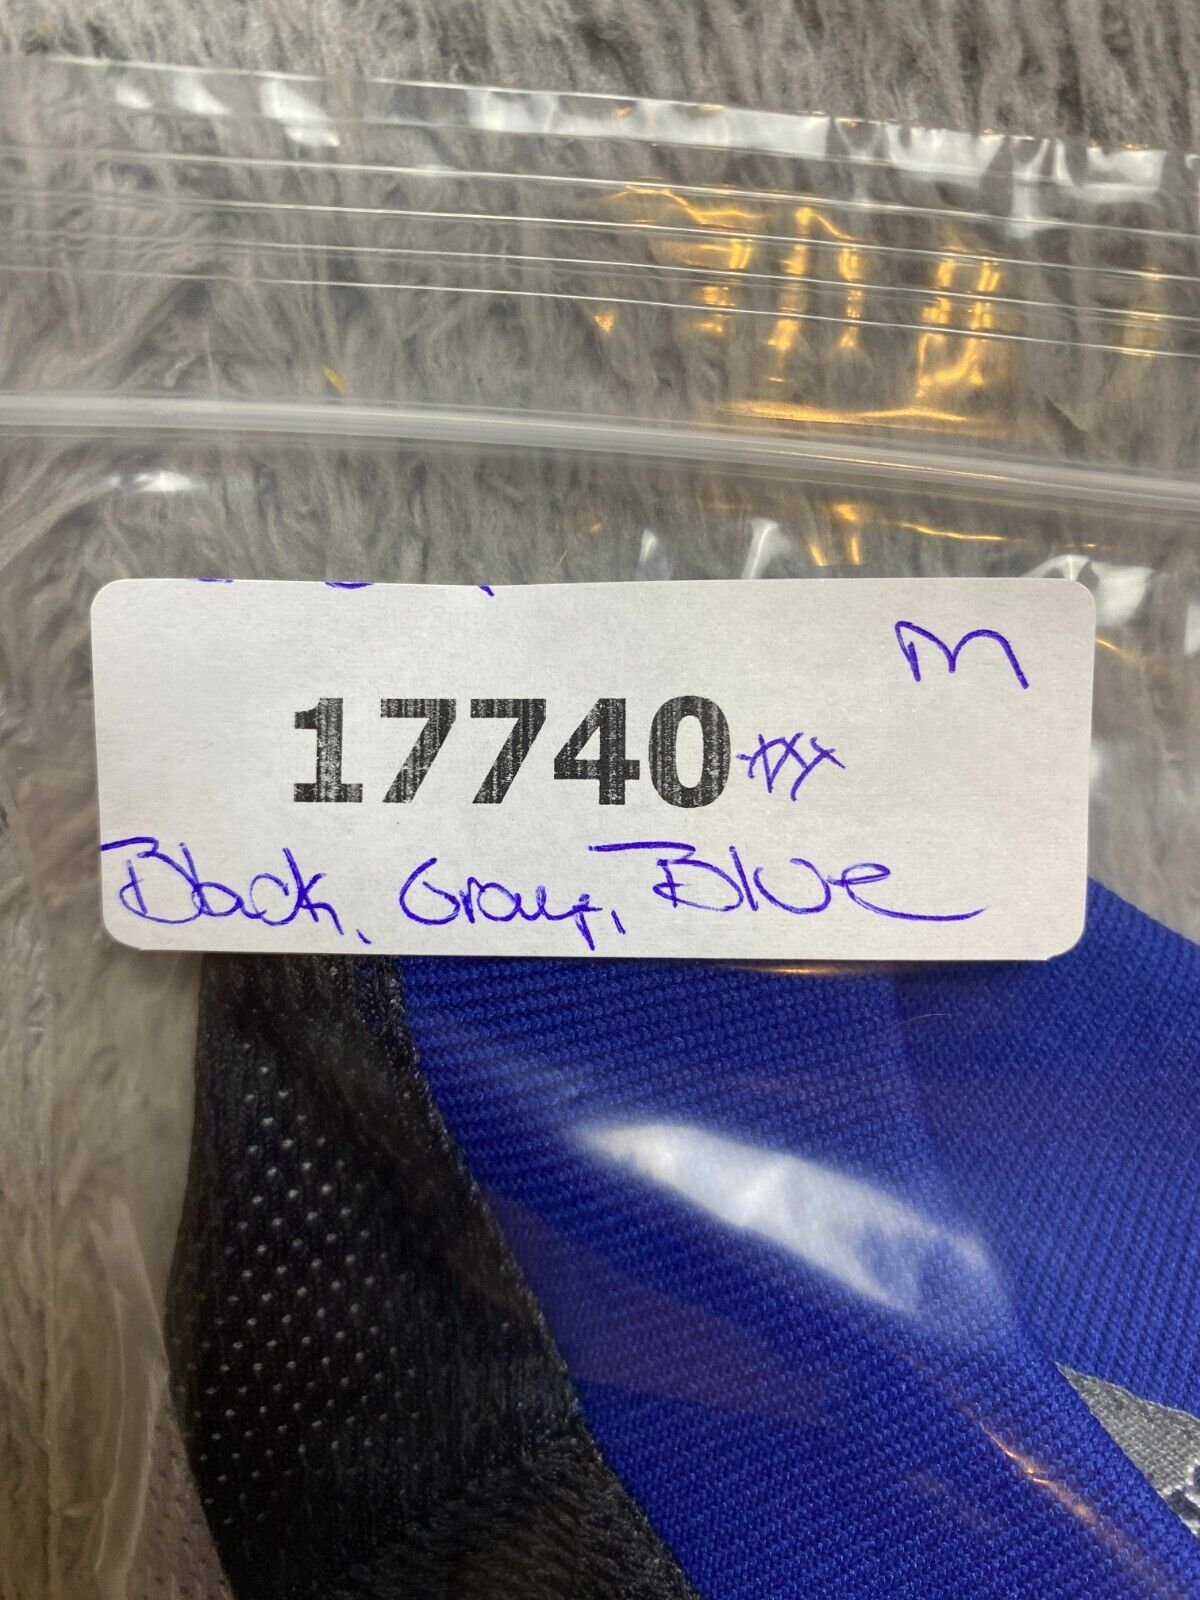 M
17740***
Black, Gray, Blue